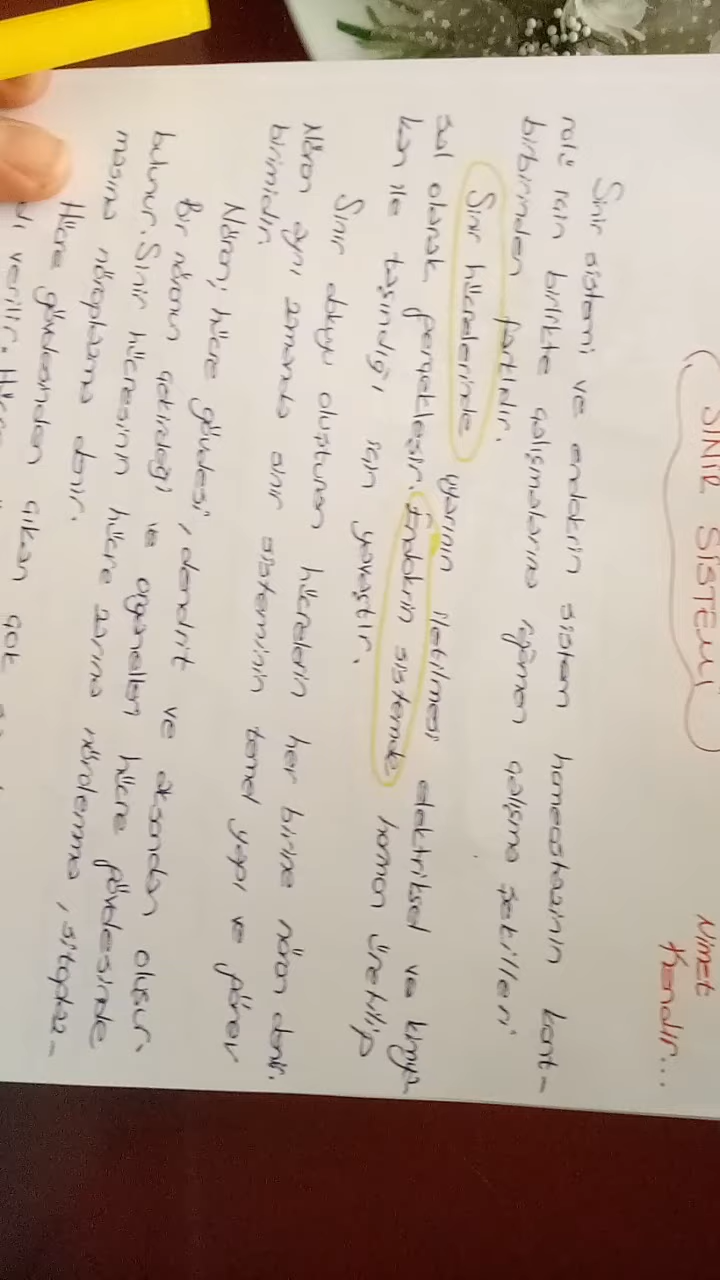 SİNİR SİSTEMİ
Nimet
Kendir...
Sinir sistemi ve endokrin sistem homeostazinin kont-
rolü için birlikte çalışmalarına rağmen çalışma şekilleri
birbirinden farklıdır.
Sinir hücrelerinde uyarının iletilmesi elektriksel ve kimya-
sal olarak gerçekleşir. Endokrin sistemde hormon üretilip
kan ile taşındığı için yavaştır.
Sinir dokuyu oluşturan hücrelerin her birine nöron denir.
Nöron aynı zamanda sinir sisteminin temel yapı ve görev
birimidir.
Nöron; hücre gövdesi, dendrit ve aksondan oluşur.
Bir nöronun çekirdeği ve organelleri hücre gövdesinde
bulunur. Sinir hücresinin hücre zarına nörolemma, sitoplaz-
masına nöroplazma denir.
Hücre gövdesinden çıkan çok
verilir.